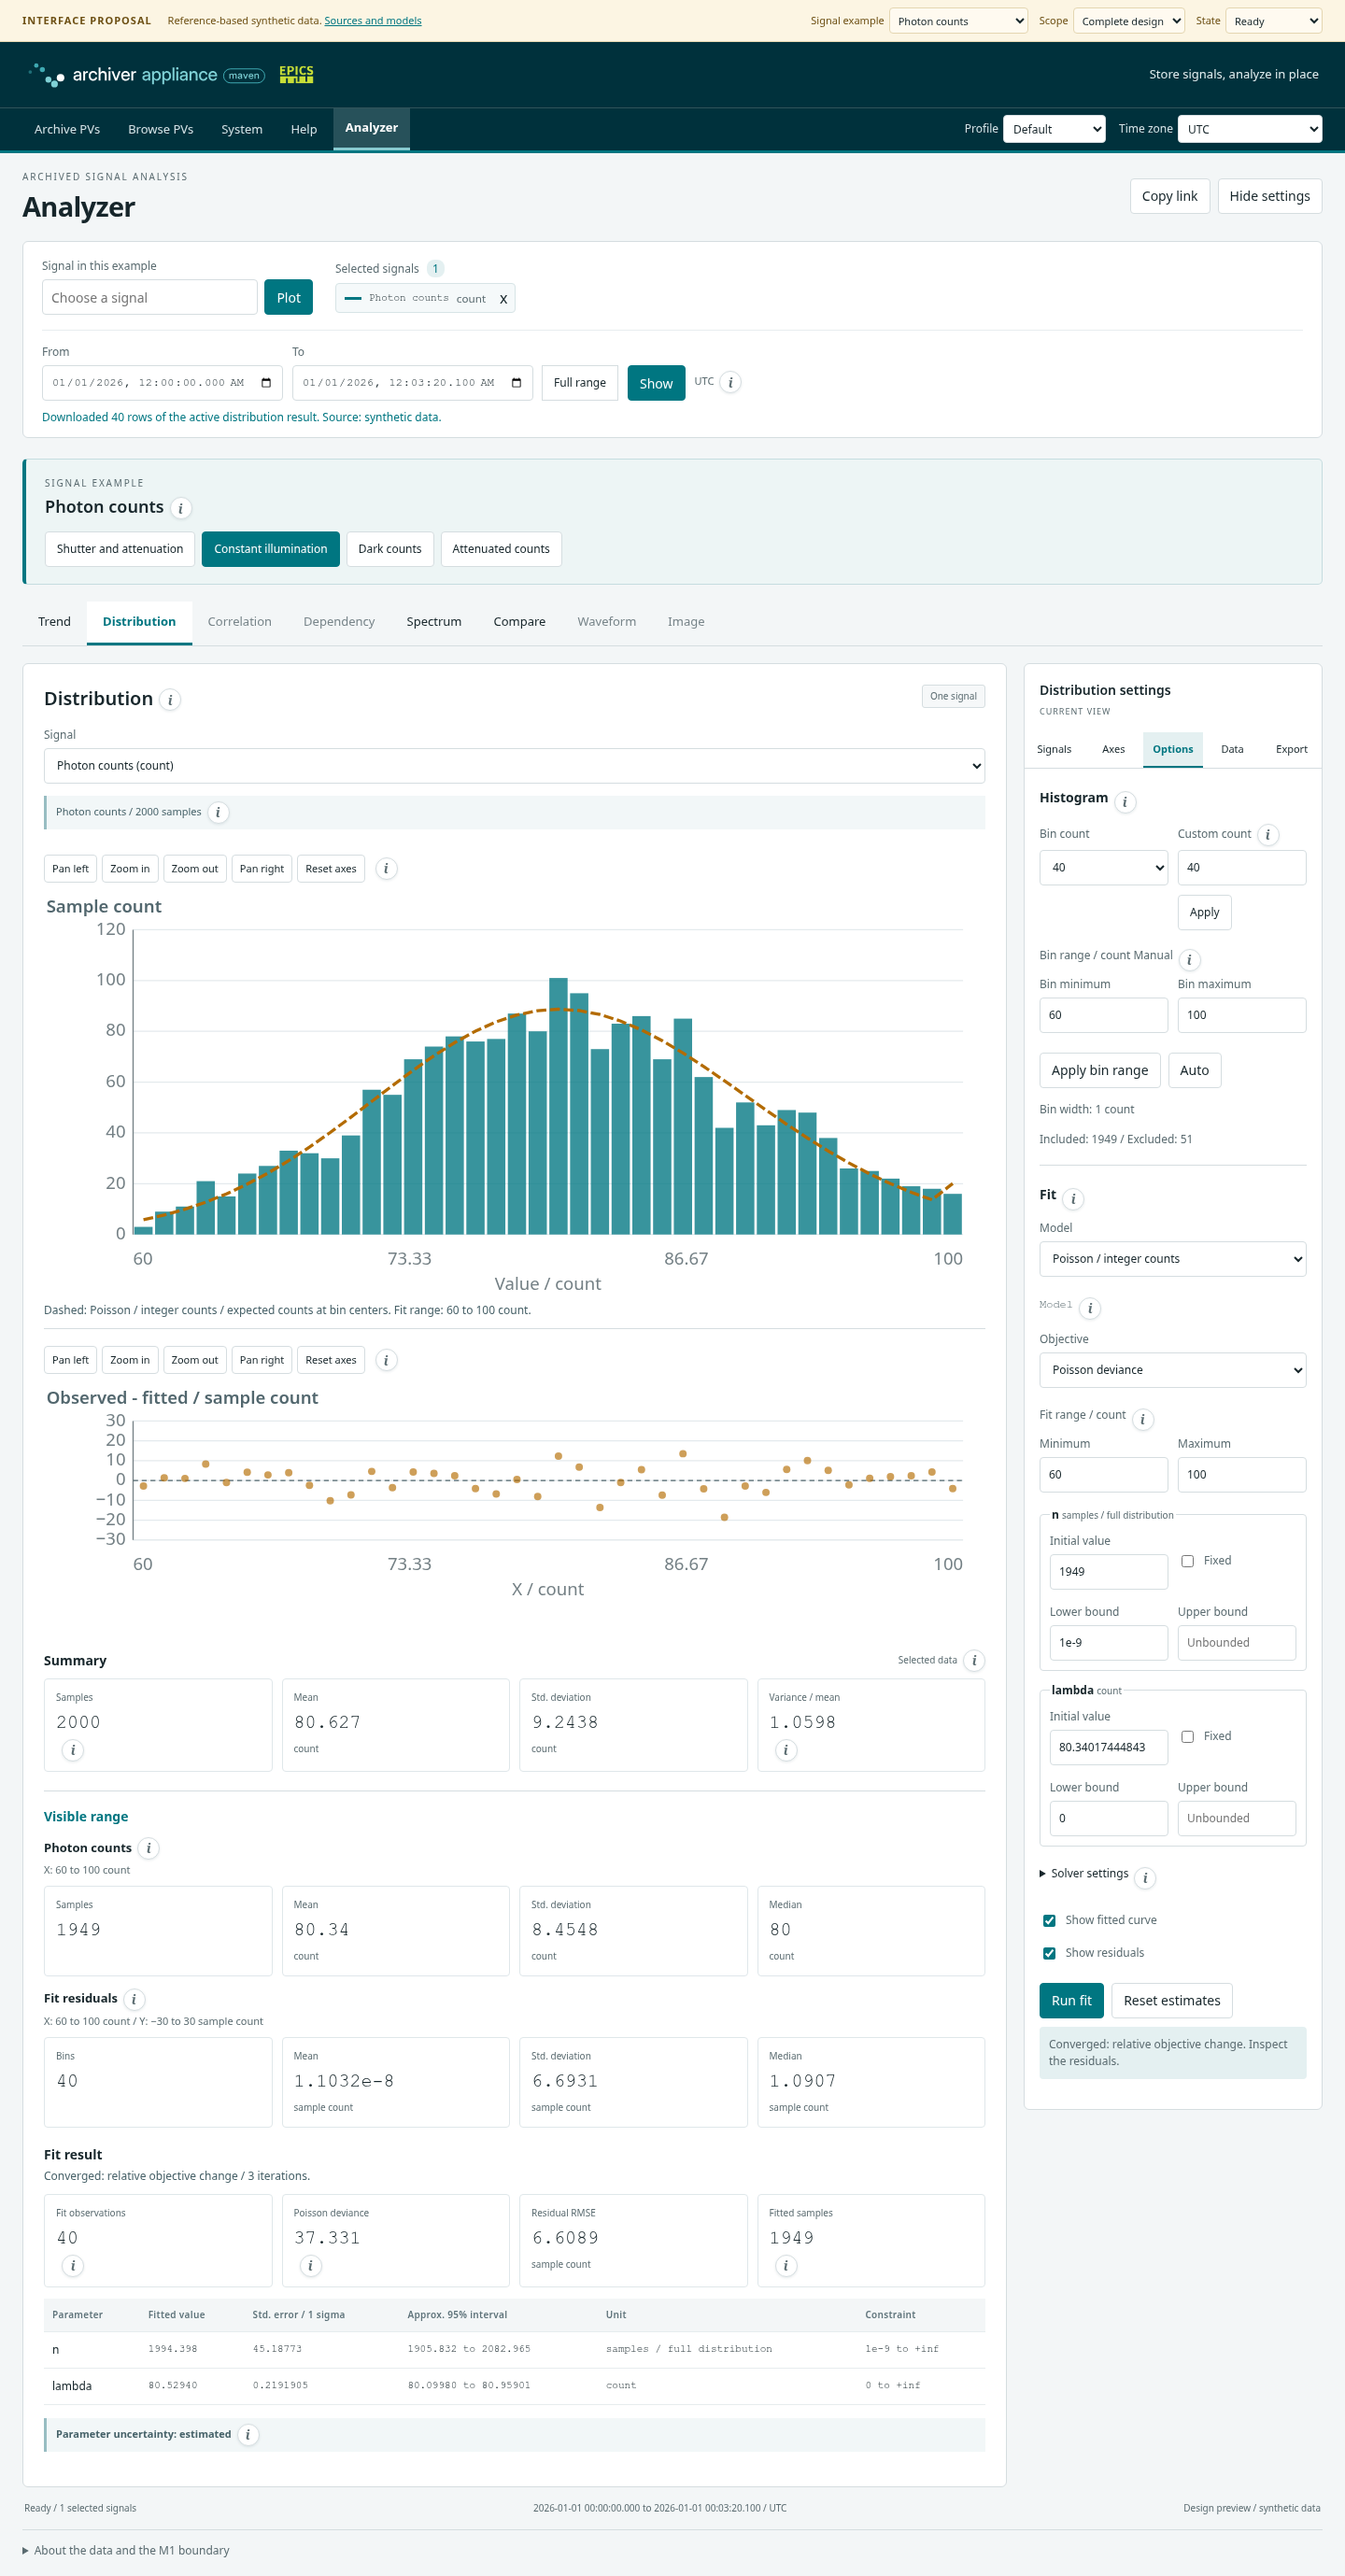 INTERFACE PROPOSAL Reference-based synthetic data. Sources and models Signal example Photon counts Scope Complete design State Ready
archiver appliance maven EPICS Store signals, analyze in place
Archive PVs Browse PVs System Help Analyzer Profile Default Time zone UTC
ARCHIVED SIGNAL ANALYSIS
Analyzer Copy link Hide settings
Signal in this example Selected signals 1
Choose a signal Plot Photon counts count X
From To
01/01/2026, 12:00:00.000 AM 01/01/2026, 12:03:20.100 AM Full range Show UTC i
Downloaded 40 rows of the active distribution result. Source: synthetic data.
SIGNAL EXAMPLE
Photon counts i
Shutter and attenuation Constant illumination Dark counts Attenuated counts
Trend Distribution Correlation Dependency Spectrum Compare Waveform Image
Distribution i One signal
Signal
Photon counts (count)
Photon counts / 2000 samples i
Pan left Zoom in Zoom out Pan right Reset axes i
Sample count
120
100
80
60
40
20
0
60 73.33 86.67 100
Value / count
Dashed: Poisson / integer counts / expected counts at bin centers. Fit range: 60 to 100 count.
Pan left Zoom in Zoom out Pan right Reset axes i
Observed - fitted / sample count
30
20
10
0
−10
−20
−30
60 73.33 86.67 100
X / count
Summary Selected data i
Samples Mean Std. deviation Variance / mean
2000 80.627 9.2438 1.0598
i count count i
Visible range
Photon counts i
X: 60 to 100 count
Samples Mean Std. deviation Median
1949 80.34 8.4548 80
count count count
Fit residuals i
X: 60 to 100 count / Y: −30 to 30 sample count
Bins Mean Std. deviation Median
40 1.1032e-8 6.6931 1.0907
sample count sample count sample count
Fit result
Converged: relative objective change / 3 iterations.
Fit observations Poisson deviance Residual RMSE Fitted samples
40 37.331 6.6089 1949
i i sample count i
Parameter Fitted value Std. error / 1 sigma Approx. 95% interval Unit Constraint
n 1994.398 45.18773 1905.832 to 2082.965 samples / full distribution 1e-9 to +inf
lambda 80.52940 0.2191905 80.09980 to 80.95901 count 0 to +inf
Parameter uncertainty: estimated i
Distribution settings
CURRENT VIEW
Signals Axes Options Data Export
Histogram i
Bin count Custom count i
40 40
Apply
Bin range / count Manual i
Bin minimum Bin maximum
60 100
Apply bin range Auto
Bin width: 1 count
Included: 1949 / Excluded: 51
Fit i
Model
Poisson / integer counts
Model i
Objective
Poisson deviance
Fit range / count i
Minimum Maximum
60 100
n samples / full distribution
Initial value
1949 Fixed
Lower bound Upper bound
1e-9 Unbounded
lambda count
Initial value
80.34017444843 Fixed
Lower bound Upper bound
0 Unbounded
Solver settings i
Show fitted curve
Show residuals
Run fit Reset estimates
Converged: relative objective change. Inspect
the residuals.
Ready / 1 selected signals 2026-01-01 00:00:00.000 to 2026-01-01 00:03:20.100 / UTC Design preview / synthetic data
About the data and the M1 boundary